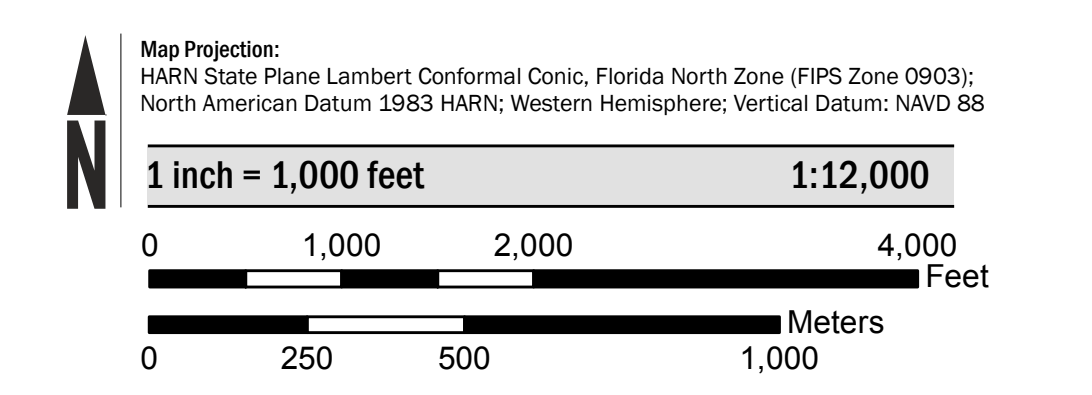 Map Projection:
HARN State Plane Lambert Conformal Conic, Florida North Zone (FIPS Zone 0903);
North American Datum 1983 HARN; Western Hemisphere; Vertical Datum: NAVD 88
N
1 inch = 1,000 feet 1:12,000
0 1,000 2,000 4,000
Feet
Meters
0 250 500 1,000